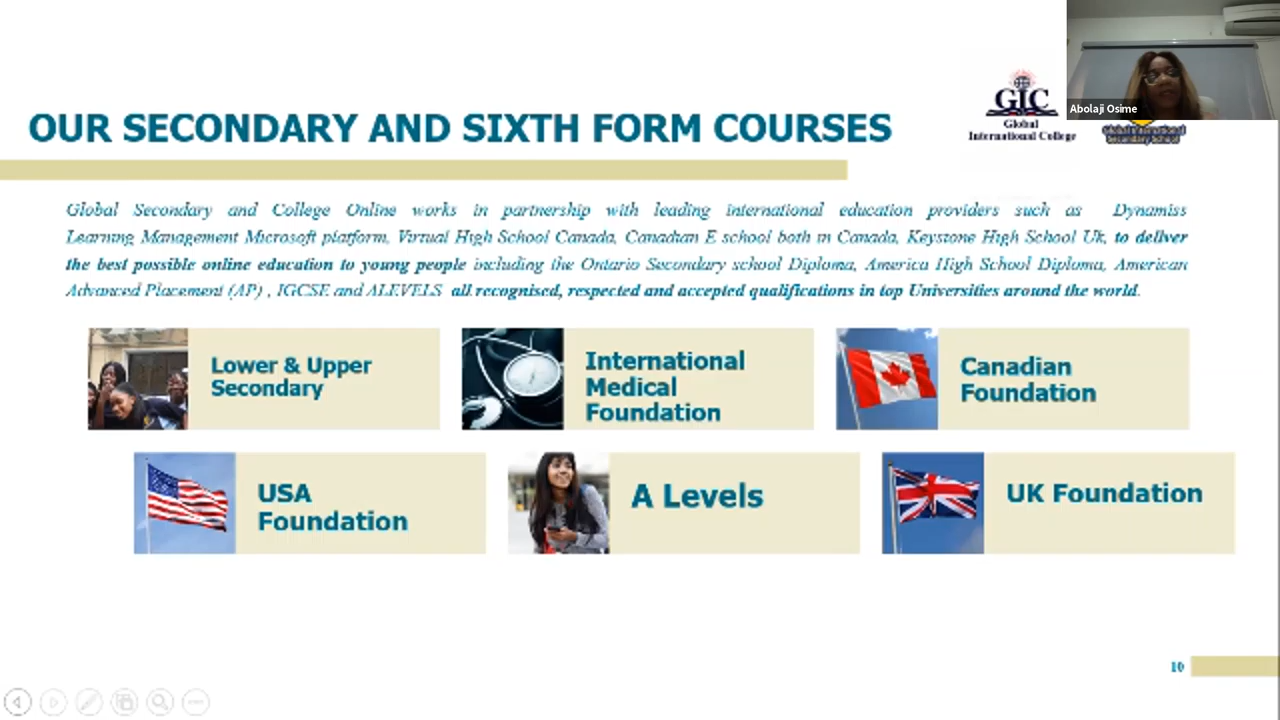 Abolaji Osime
GIC
Global
International College
Global International
Secondary School
OUR SECONDARY AND SIXTH FORM COURSES
Global Secondary and College Online works in partnership with leading international education providers such as Dynamiss
Learning Management Microsoft platform, Virtual High School Canada, Canadian E school both in Canada, Keystone High School Uk, to deliver
the best possible online education to young people including the Ontario Secondary school Diploma, America High School Diploma, American
Advanced Placement (AP) , IGCSE and ALEVELS all recognised, respected and accepted qualifications in top Universities around the world.
Lower & Upper
Secondary
International
Medical
Foundation
Canadian
Foundation
USA
Foundation
A Levels
UK Foundation
10